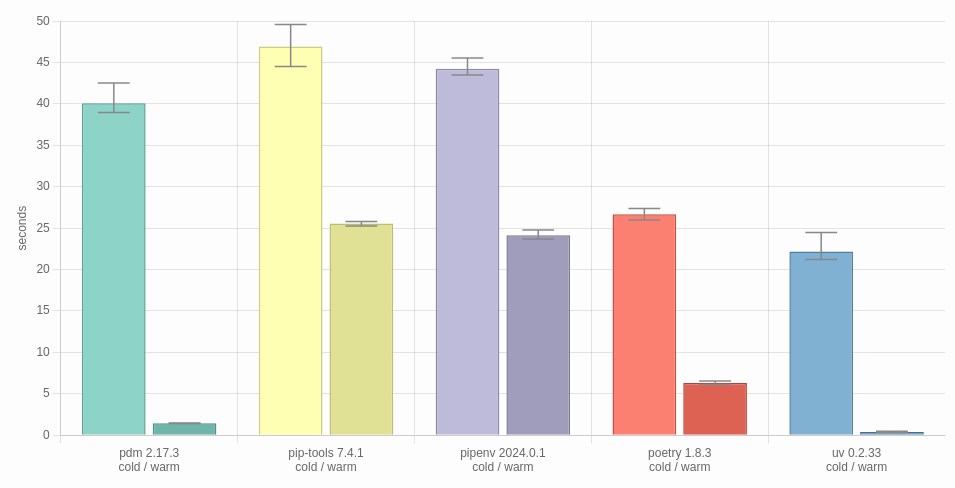 50
45
40
35
30
25
20
15
10
5
0
seconds
pdm 2.17.3
cold / warm
pip-tools 7.4.1
cold / warm
pipenv 2024.0.1
cold / warm
poetry 1.8.3
cold / warm
uv 0.2.33
cold / warm